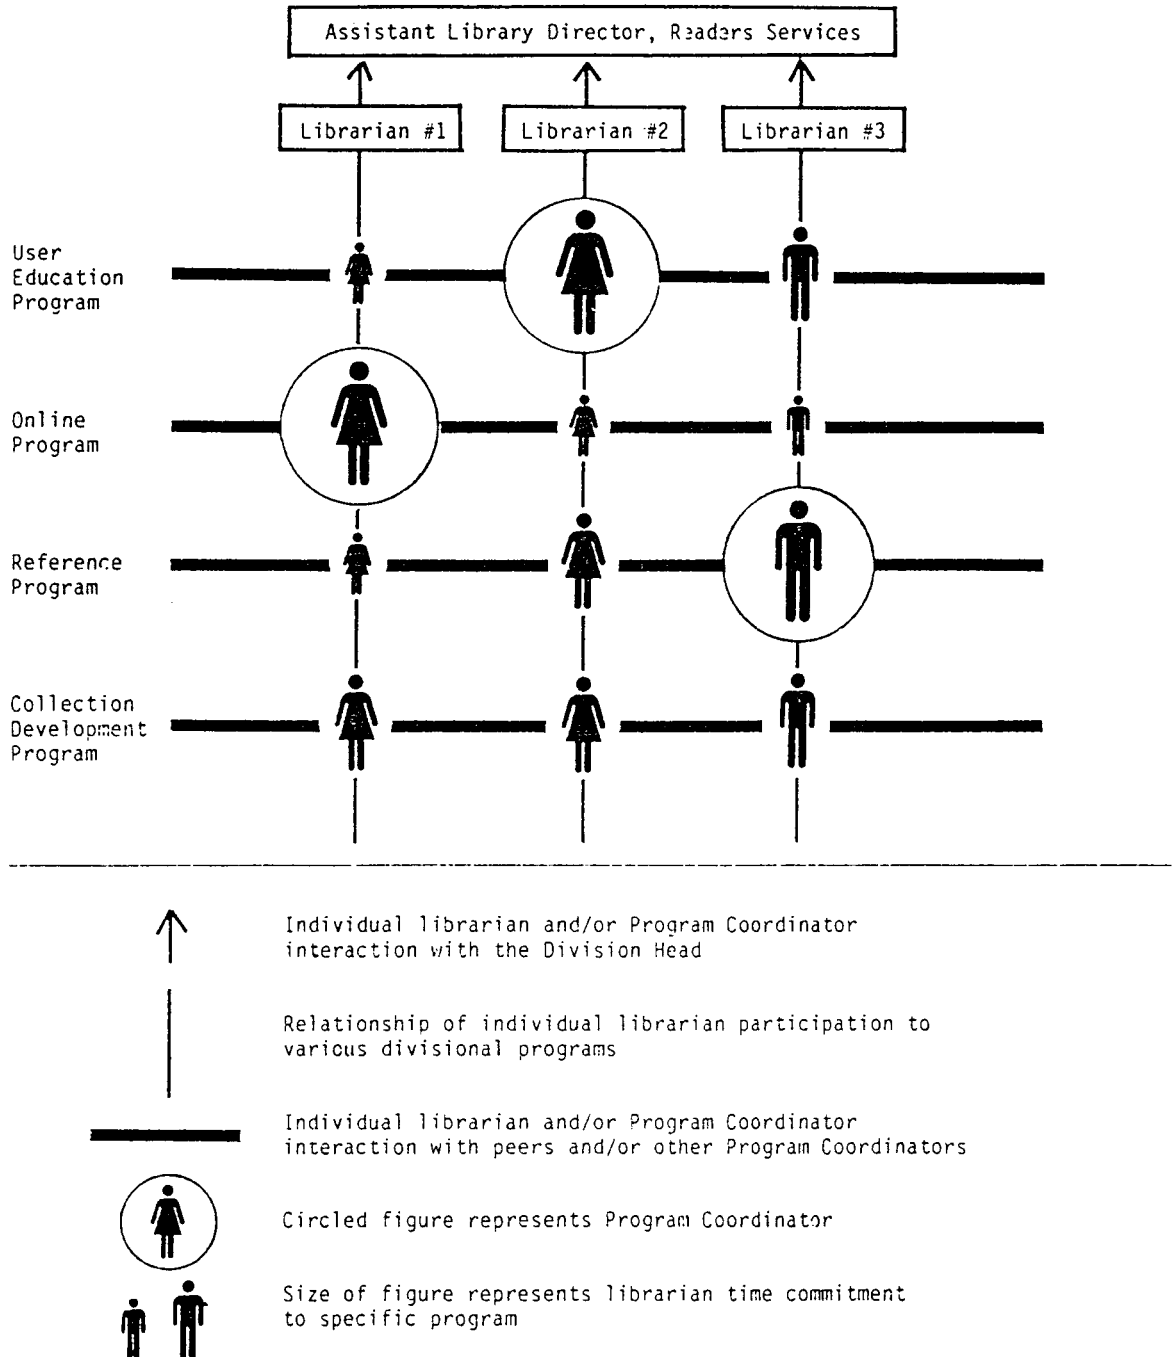 Assistant Library Director, Readers Services
Librarian #1
Librarian #2
Librarian #3
User
Education
Program
Online
Program
Reference
Program
Collection
Development
Program
Individual librarian and/or Program Coordinator
interaction with the Division Head
Relationship of individual librarian participation to
various divisional programs
Individual librarian and/or Program Coordinator
interaction with peers and/or other Program Coordinators
Circled figure represents Program Coordinator
Size of figure represents librarian time commitment
to specific program